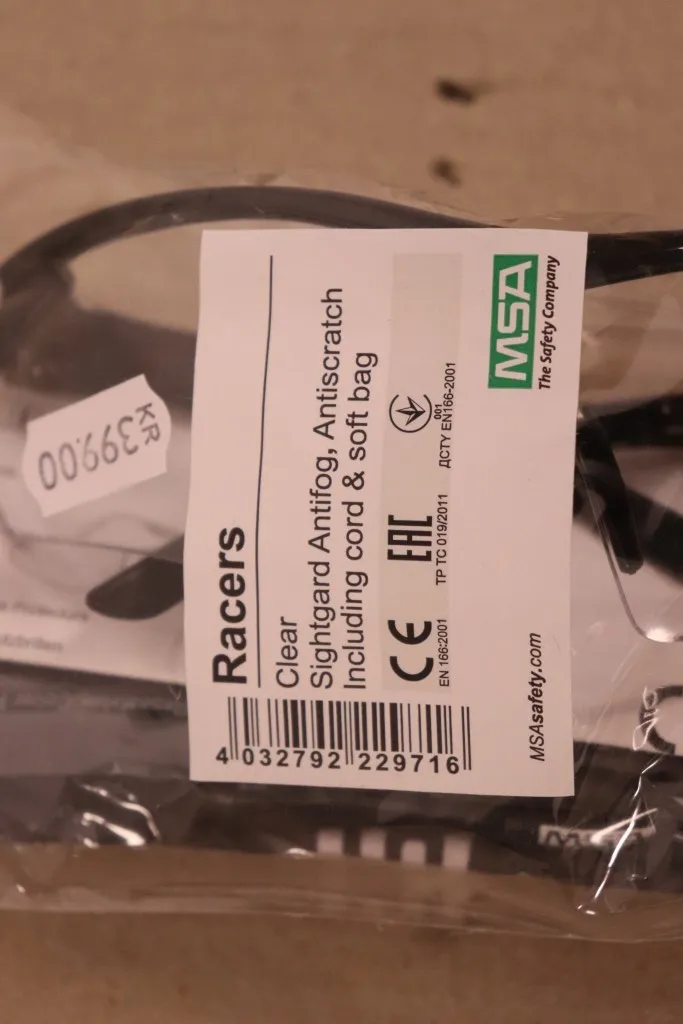 Racers
Clear
Sightgard Antifog, Antiscratch
Including cord & soft bag
CE
EN 166:2001
EAC
TP TC 019/2011
001
ДСТУ EN166-2001
4 032792 229716
MSA
The Safety Company
MSAsafety.com
KR
399.00
MSA